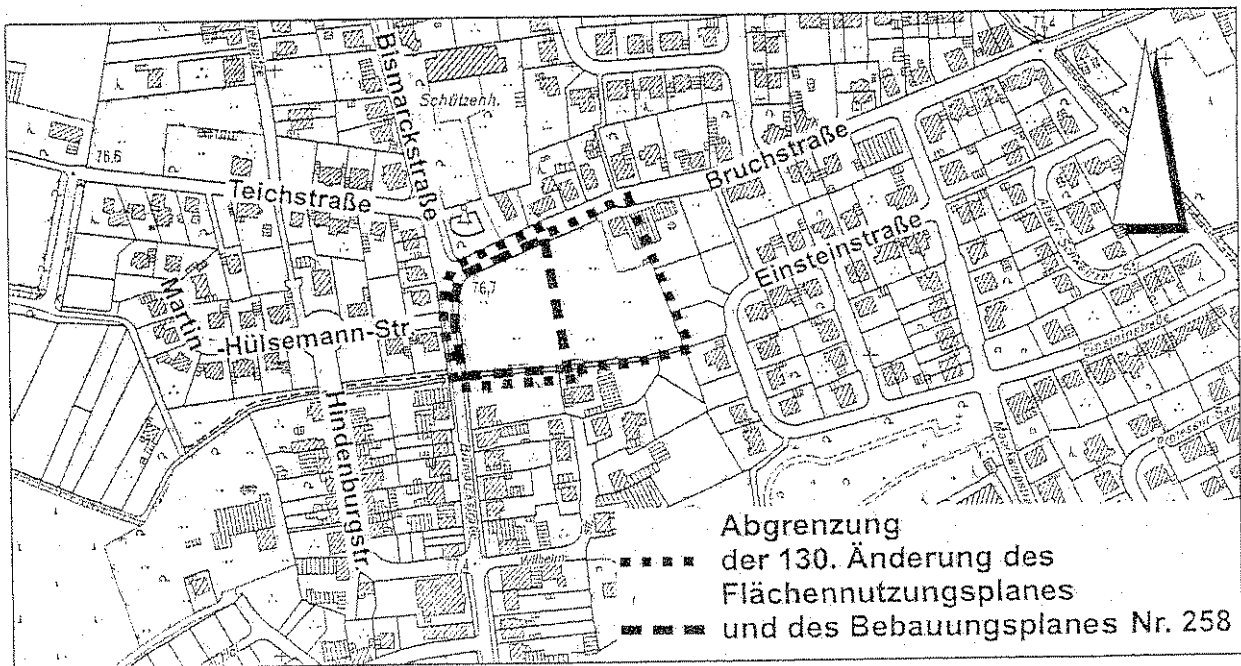 Bismarckstraße
Schützenh.
76,6
Teichstraße
Bruchstraße
Einsteinstraße
76,7
Martin
-Hülsemann-Str.
Hindenburgstr.
Abgrenzung
der 130. Änderung des
Flächennutzungsplanes
und des Bebauungsplanes Nr. 258